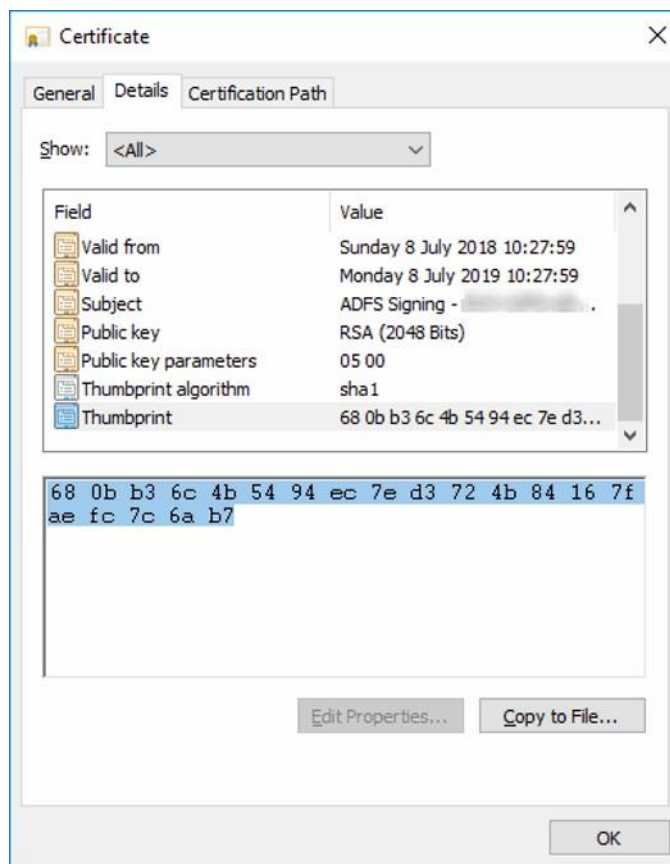 Certificate
General Details Certification Path
Show: <All>
Field Value
Valid from Sunday 8 July 2018 10:27:59
Valid to Monday 8 July 2019 10:27:59
Subject ADFS Signing - .
Public key RSA (2048 Bits)
Public key parameters 05 00
Thumbprint algorithm sha1
Thumbprint 68 0b b3 6c 4b 54 94 ec 7e d3...
68 0b b3 6c 4b 54 94 ec 7e d3 72 4b 84 16 7f
ae fc 7c 6a b7
Edit Properties... Copy to File...
OK